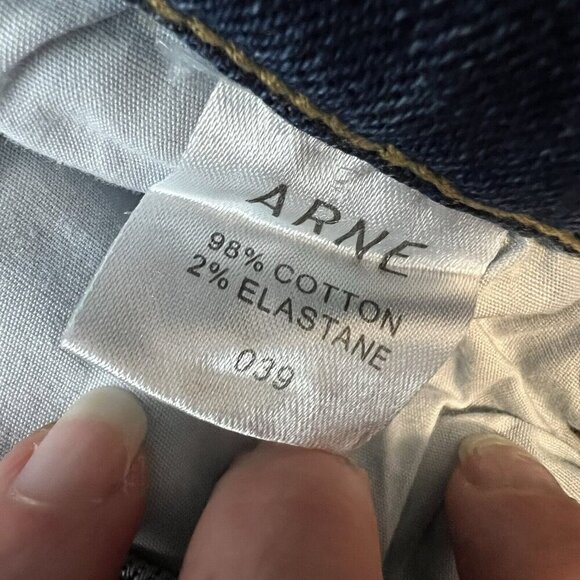 ARNE
98% COTTON
2% ELASTANE
039